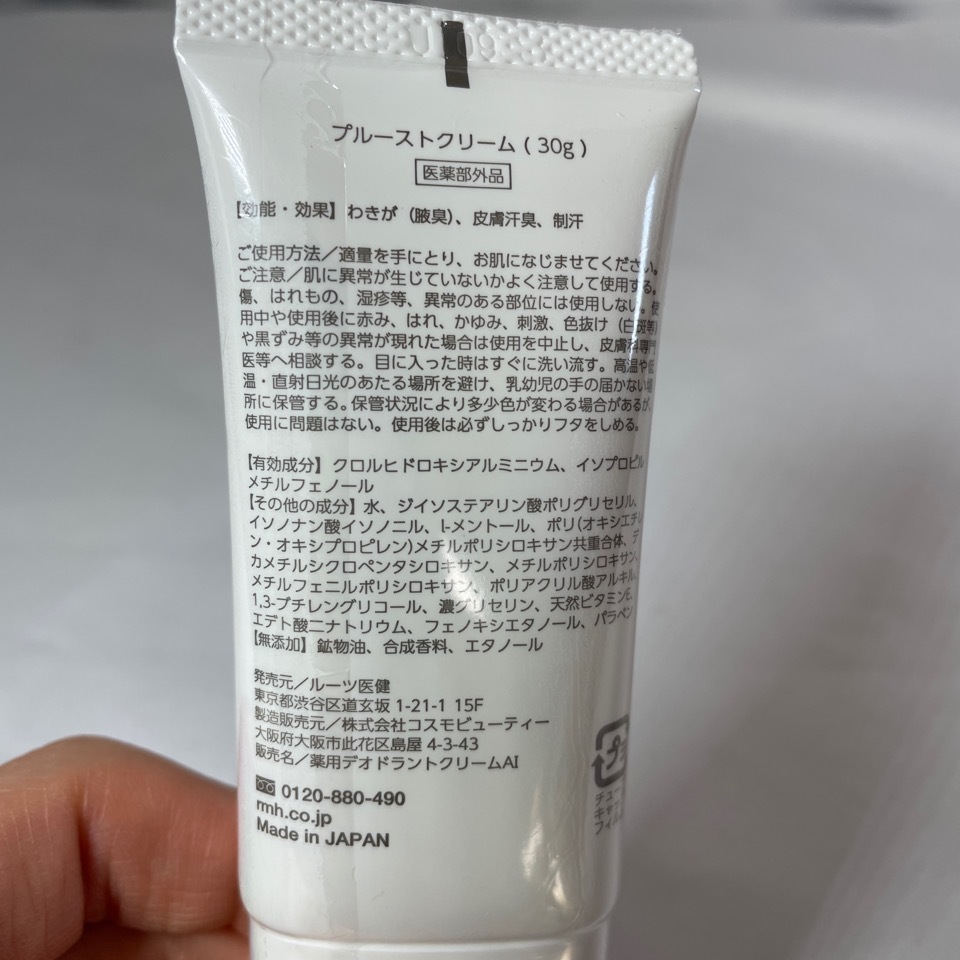 プルーストクリーム ( 30g )
医薬部外品
【効能・効果】わきが（腋臭）、皮膚汗臭、制汗
ご使用方法／適量を手にとり、お肌になじませてください。
ご注意／肌に異常が生じていないかよく注意して使用する。
傷、はれもの、湿疹等、異常のある部位には使用しない。使
用中や使用後に赤み、はれ、かゆみ、刺激、色抜け（白斑等）
や黒ずみ等の異常が現れた場合は使用を中止し、皮膚科専門
医等へ相談する。目に入った時はすぐに洗い流す。高温や低
温・直射日光のあたる場所を避け、乳幼児の手の届かない場
所に保管する。保管状況により多少色が変わる場合があるが、
使用に問題はない。使用後は必ずしっかりフタをしめる。
【有効成分】クロルヒドロキシアルミニウム、イソプロピル
メチルフェノール
【その他の成分】水、ジイソステアリン酸ポリグリセリル、
イソノナン酸イソノニル、l-メントール、ポリ(オキシエチレ
ン・オキシプロピレン)メチルポリシロキサン共重合体、デ
カメチルシクロペンタシロキサン、メチルポリシロキサン、
メチルフェニルポリシロキサン、ポリアクリル酸アルキル、
1,3-ブチレングリコール、濃グリセリン、天然ビタミンE、
エデト酸二ナトリウム、フェノキシエタノール、パラベン
【無添加】鉱物油、合成香料、エタノール
発売元／ルーツ医健
東京都渋谷区道玄坂 1-21-1 15F
製造販売元／株式会社コスモビューティー
大阪府大阪市此花区島屋 4-3-43
販売名／薬用デオドラントクリームAI
0120-880-490
rmh.co.jp
Made in JAPAN
プラ
チュー
キャ
フィル